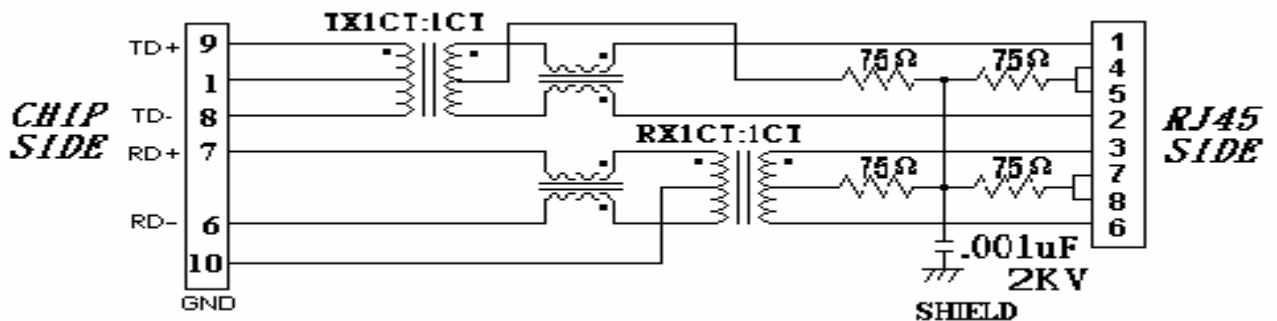 TX1CT:1CT
TD+ 9
1
TD- 8
RD+ 7
RD- 6
10
GND
CHIP
SIDE
75Ω 75Ω
RX1CT:1CT
75Ω 75Ω
.001uF
2KV
SHIELD
1
4
5
2
3
7
8
6
RJ45
SIDE